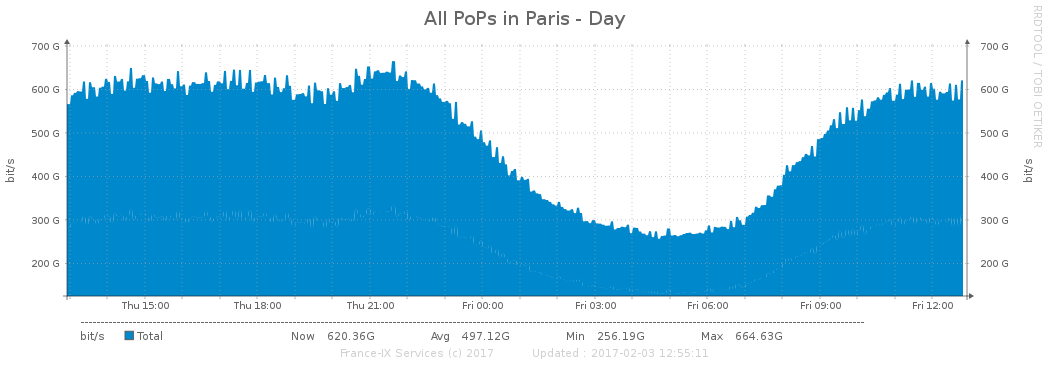 All PoPs in Paris - Day
RRDTOOL / TOBI OETIKER
700 G 700 G
600 G 600 G
500 G 500 G
400 G 400 G
300 G 300 G
200 G 200 G
bit/s bit/s
Thu 15:00 Thu 18:00 Thu 21:00 Fri 00:00 Fri 03:00 Fri 06:00 Fri 09:00 Fri 12:00
bit/s Total Now 620.36G Avg 497.12G Min 256.19G Max 664.63G
France-IX Services (c) 2017 Updated : 2017-02-03 12:55:11